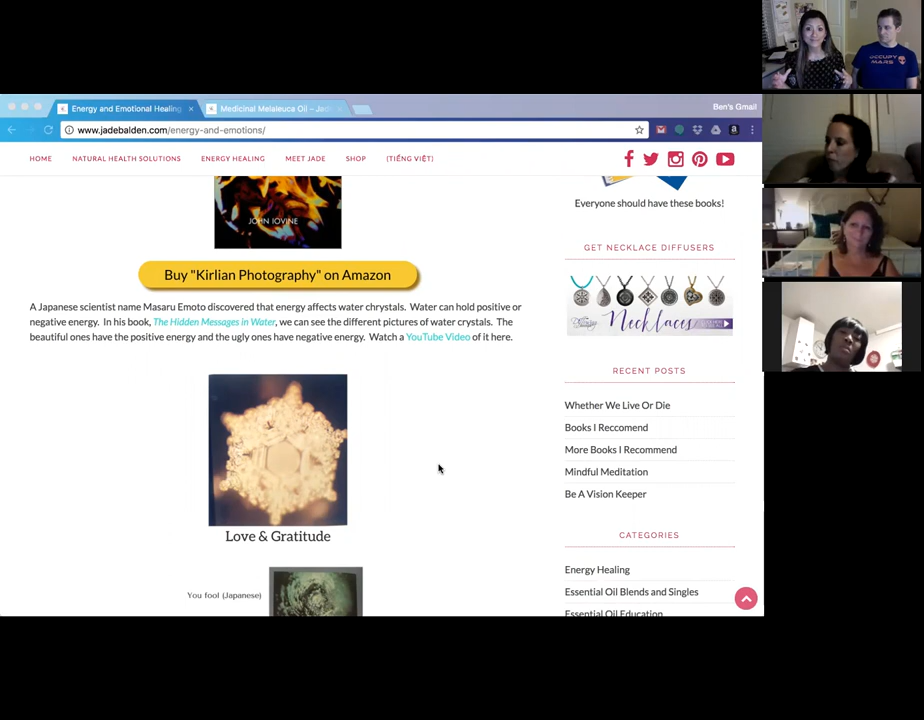 OCCUPY
MARS
Energy and Emotional Healing
Medicinal Melaleuca Oil – Jad
Ben's Gmail
www.jadebalden.com/energy-and-emotions/
HOME NATURAL HEALTH SOLUTIONS ENERGY HEALING MEET JADE SHOP (TIẾNG VIỆT)
JOHN IOVINE
Buy "Kirlian Photography" on Amazon
A Japanese scientist name Masaru Emoto discovered that energy affects water chrystals. Water can hold positive or
negative energy. In his book, The Hidden Messages in Water, we can see the different pictures of water crystals. The
beautiful ones have the positive energy and the ugly ones have negative energy. Watch a YouTube Video of it here.
Love & Gratitude
You fool (Japanese)
Everyone should have these books!
GET NECKLACE DIFFUSERS
Necklaces
RECENT POSTS
Whether We Live Or Die
Books I Reccomend
More Books I Recommend
Mindful Meditation
Be A Vision Keeper
CATEGORIES
Energy Healing
Essential Oil Blends and Singles
Essential Oil Education